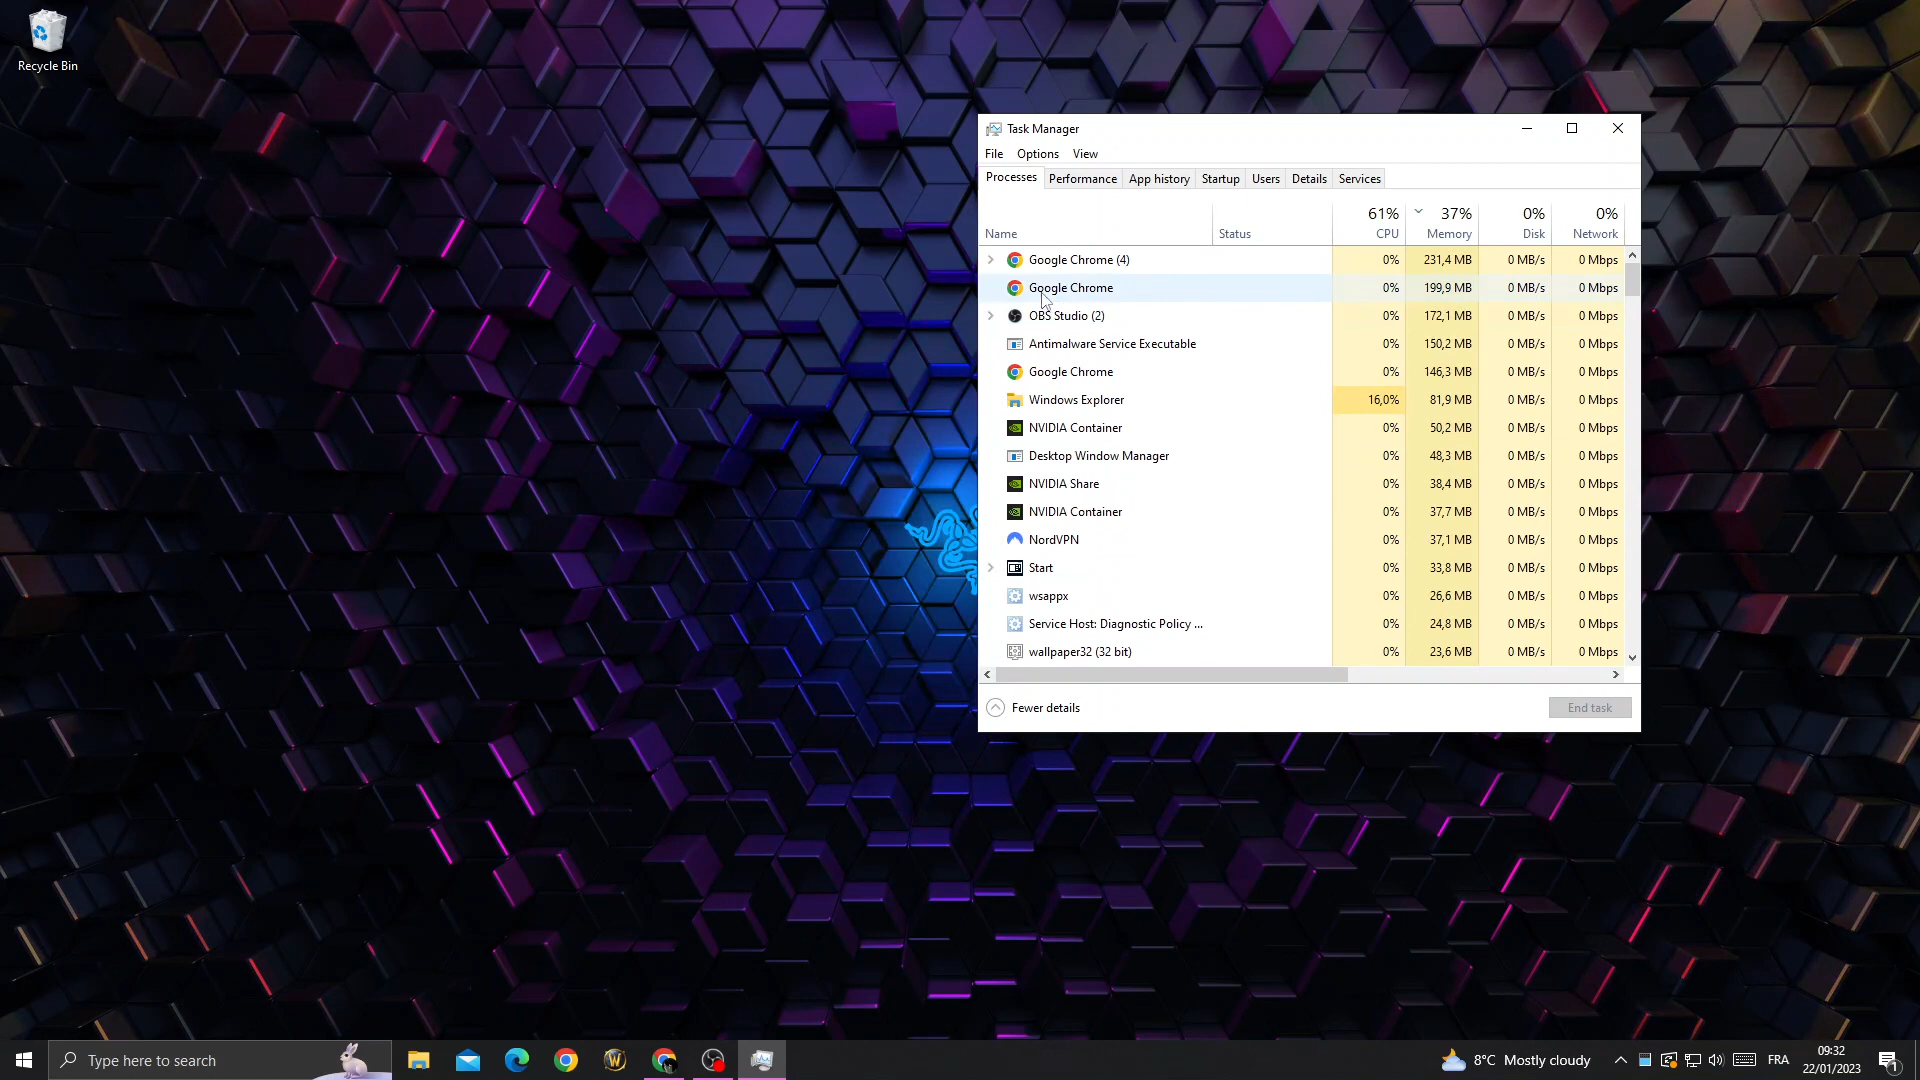 Recycle Bin
Task Manager
File Options View
Processes Performance App history Startup Users Details Services
61% 37% 0% 0%
Name Status CPU Memory Disk Network
Google Chrome (4) 0% 231,4 MB 0 MB/s 0 Mbps
Google Chrome 0% 199,9 MB 0 MB/s 0 Mbps
OBS Studio (2) 0% 172,1 MB 0 MB/s 0 Mbps
Antimalware Service Executable 0% 150,2 MB 0 MB/s 0 Mbps
Google Chrome 0% 146,3 MB 0 MB/s 0 Mbps
Windows Explorer 16,0% 81,9 MB 0 MB/s 0 Mbps
NVIDIA Container 0% 50,2 MB 0 MB/s 0 Mbps
Desktop Window Manager 0% 48,3 MB 0 MB/s 0 Mbps
NVIDIA Share 0% 38,4 MB 0 MB/s 0 Mbps
NVIDIA Container 0% 37,7 MB 0 MB/s 0 Mbps
NordVPN 0% 37,1 MB 0 MB/s 0 Mbps
Start 0% 33,8 MB 0 MB/s 0 Mbps
wsappx 0% 26,6 MB 0 MB/s 0 Mbps
Service Host: Diagnostic Policy ... 0% 24,8 MB 0 MB/s 0 Mbps
wallpaper32 (32 bit) 0% 23,6 MB 0 MB/s 0 Mbps
Fewer details End task
Type here to search
8°C Mostly cloudy
FRA
09:32
22/01/2023
1